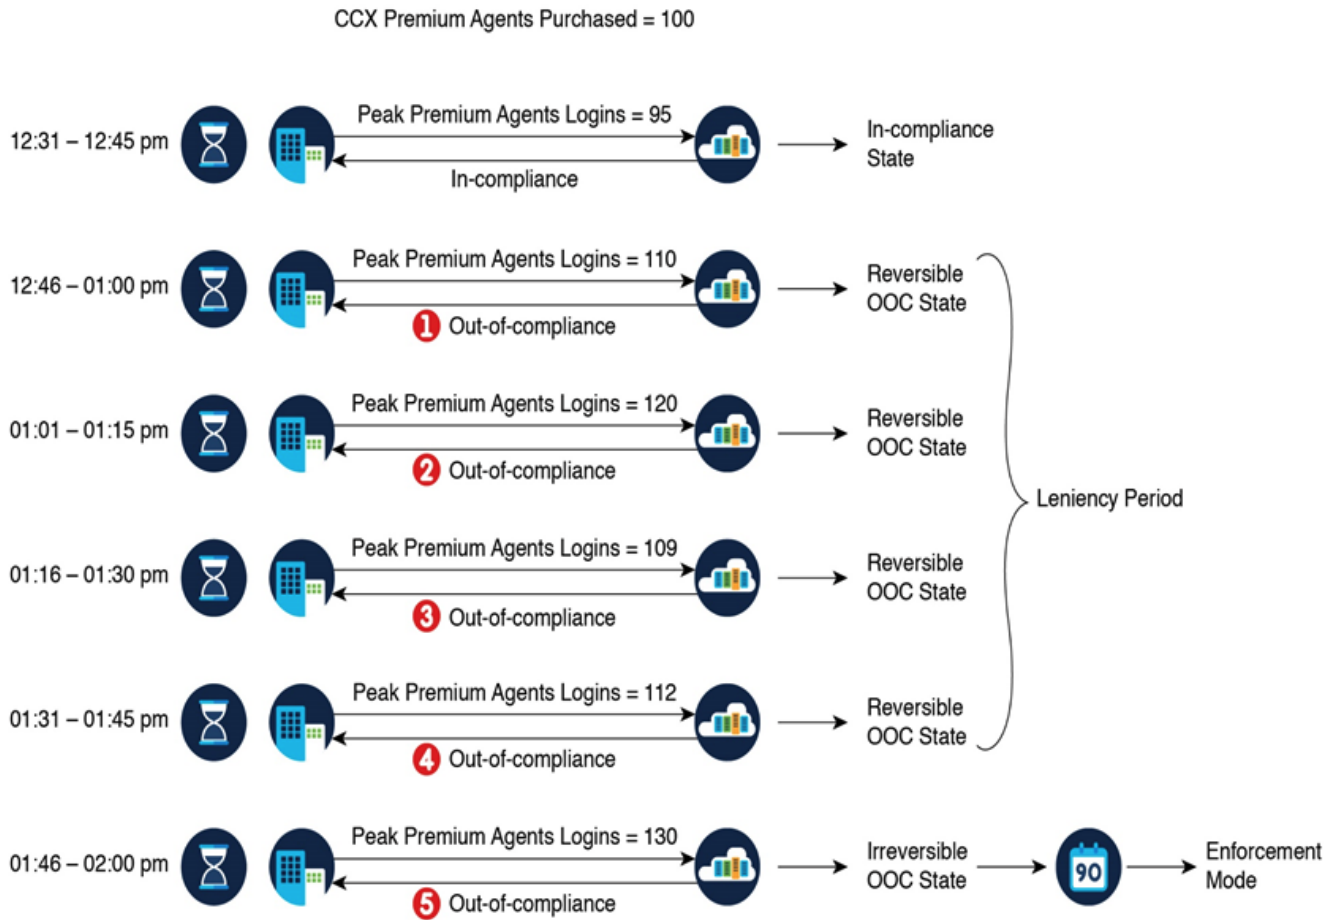 CCX Premium Agents Purchased = 100
12:31 – 12:45 pm
Peak Premium Agents Logins = 95
In-compliance
In-compliance
State
12:46 – 01:00 pm
Peak Premium Agents Logins = 110
1 Out-of-compliance
Reversible
OOC State
01:01 – 01:15 pm
Peak Premium Agents Logins = 120
2 Out-of-compliance
Reversible
OOC State
Leniency Period
01:16 – 01:30 pm
Peak Premium Agents Logins = 109
3 Out-of-compliance
Reversible
OOC State
01:31 – 01:45 pm
Peak Premium Agents Logins = 112
4 Out-of-compliance
Reversible
OOC State
01:46 – 02:00 pm
Peak Premium Agents Logins = 130
5 Out-of-compliance
Irreversible
OOC State
90
Enforcement
Mode